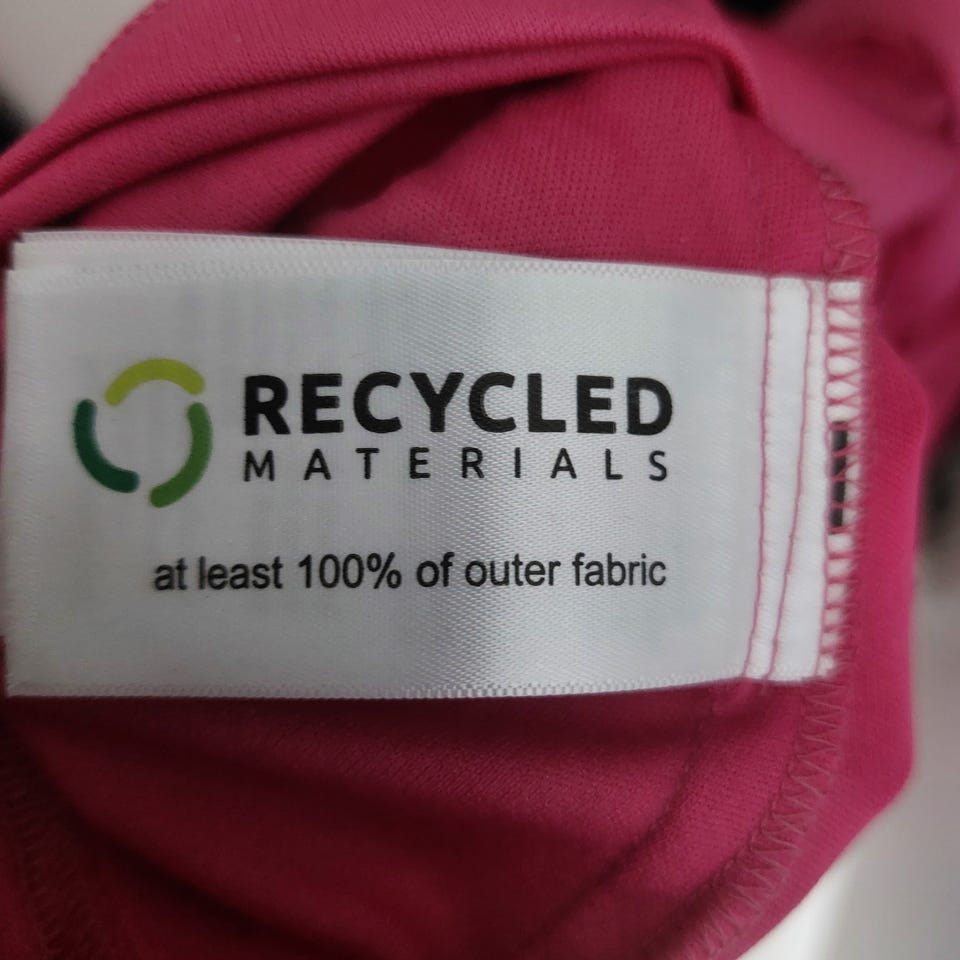 RECYCLED
MATERIALS
at least 100% of outer fabric